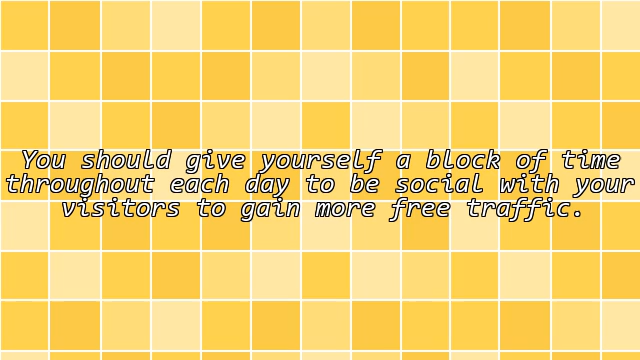 You should give yourself a block of time
throughout each day to be social with your
visitors to gain more free traffic.